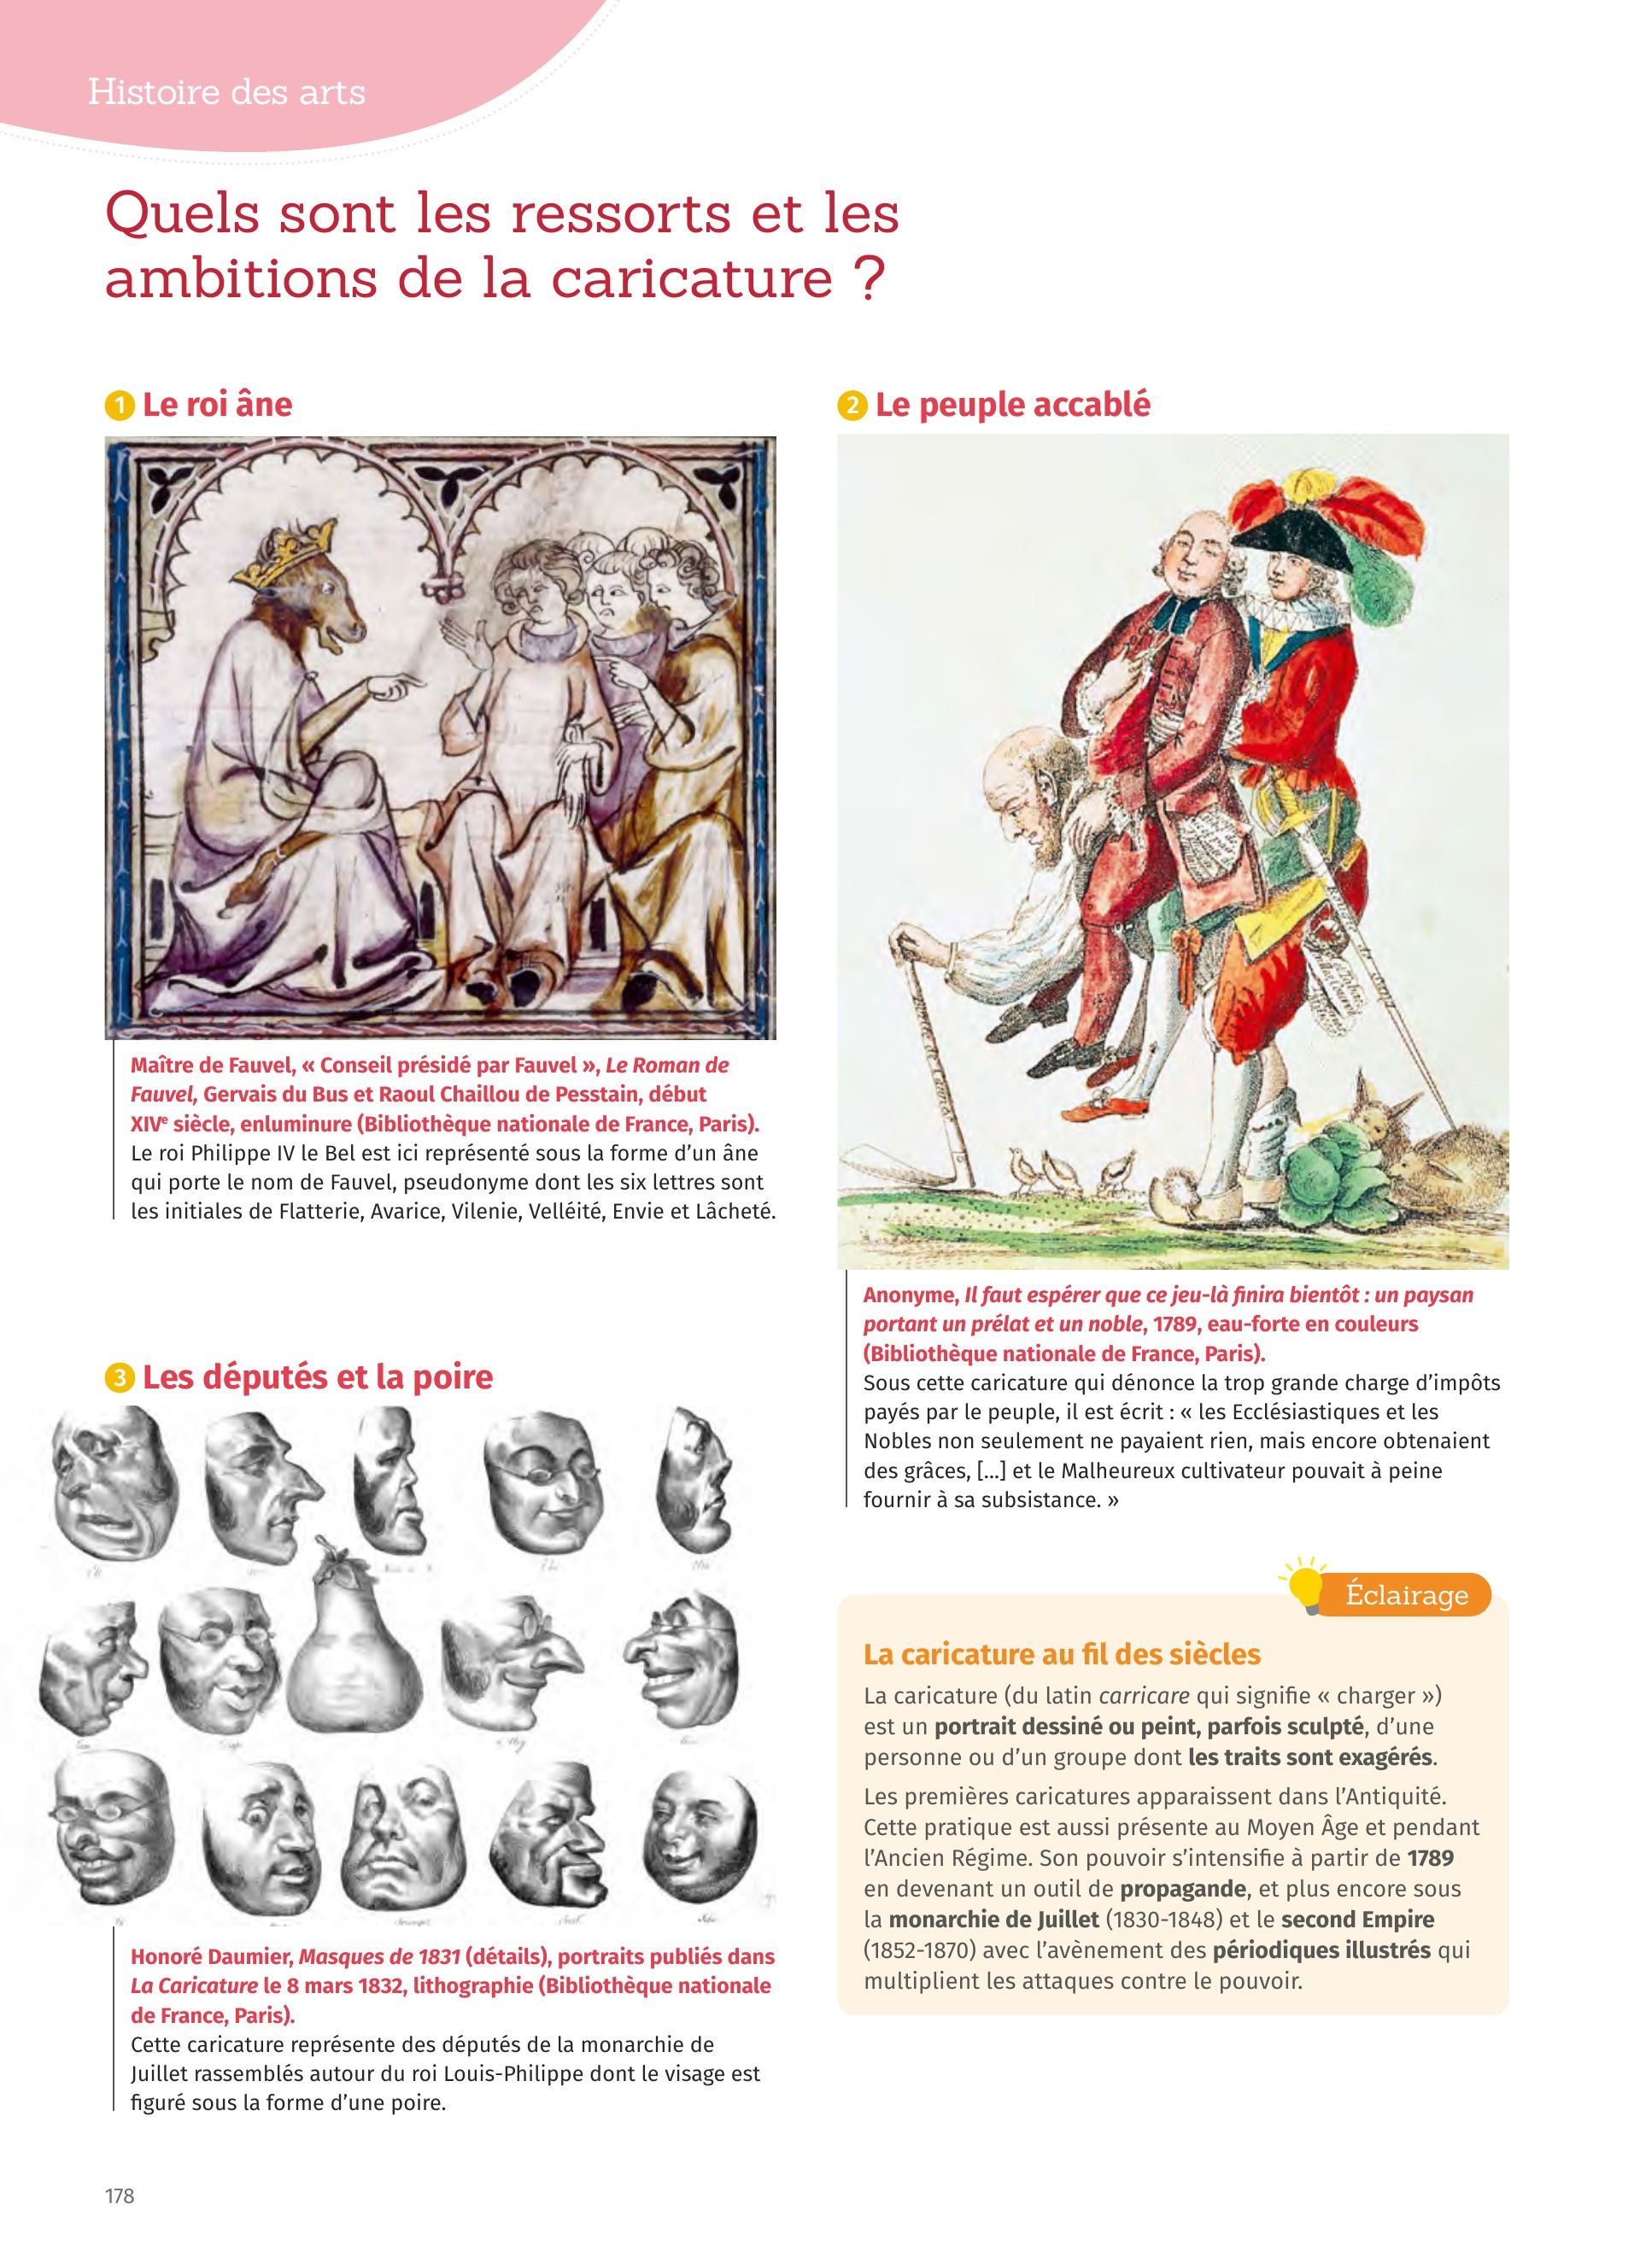 Histoire des arts
Quels sont les ressorts et les
ambitions de la caricature ?
1 Le roi âne
Maître de Fauvel, « Conseil présidé par Fauvel », Le Roman de
Fauvel, Gervais du Bus et Raoul Chaillou de Pesstain, début
XIVe siècle, enluminure (Bibliothèque nationale de France, Paris).
Le roi Philippe IV le Bel est ici représenté sous la forme d’un âne
qui porte le nom de Fauvel, pseudonyme dont les six lettres sont
les initiales de Flatterie, Avarice, Vilenie, Velléité, Envie et Lâcheté.
2 Le peuple accablé
Anonyme, Il faut espérer que ce jeu-là finira bientôt : un paysan
portant un prélat et un noble, 1789, eau-forte en couleurs
(Bibliothèque nationale de France, Paris).
Sous cette caricature qui dénonce la trop grande charge d’impôts
payés par le peuple, il est écrit : « les Ecclésiastiques et les
Nobles non seulement ne payaient rien, mais encore obtenaient
des grâces, [...] et le Malheureux cultivateur pouvait à peine
fournir à sa subsistance. »
3 Les députés et la poire
Honoré Daumier, Masques de 1831 (détails), portraits publiés dans
La Caricature le 8 mars 1832, lithographie (Bibliothèque nationale
de France, Paris).
Cette caricature représente des députés de la monarchie de
Juillet rassemblés autour du roi Louis-Philippe dont le visage est
figuré sous la forme d’une poire.
Éclairage
La caricature au fil des siècles
La caricature (du latin carricare qui signifie « charger »)
est un portrait dessiné ou peint, parfois sculpté, d’une
personne ou d’un groupe dont les traits sont exagérés.
Les premières caricatures apparaissent dans l’Antiquité.
Cette pratique est aussi présente au Moyen Âge et pendant
l’Ancien Régime. Son pouvoir s’intensifie à partir de 1789
en devenant un outil de propagande, et plus encore sous
la monarchie de Juillet (1830-1848) et le second Empire
(1852-1870) avec l’avènement des périodiques illustrés qui
multiplient les attaques contre le pouvoir.
178